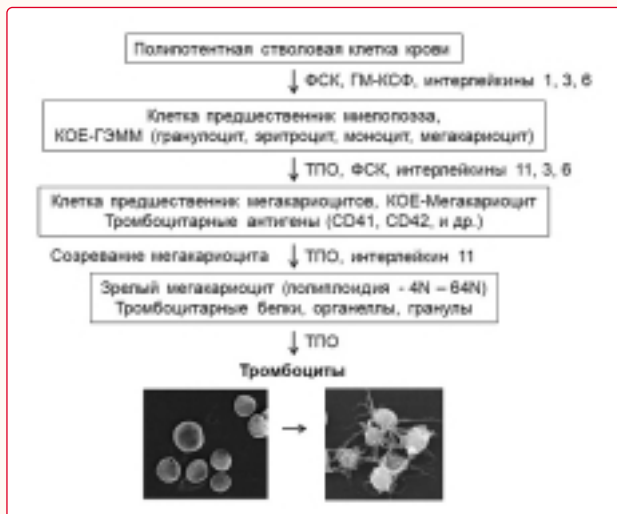 Полипотентная стволовая клетка крови
ФСК, ГМ-КСФ, интерлейкины 1, 3, 6
Клетка предшественник миелопоэза,
КОЕ-ГЭММ (гранулоцит, эритроцит, моноцит, мегакариоцит)
ТПО, ФСК, интерлейкины 11, 3, 6
Клетка предшественник мегакариоцитов, КОЕ-Мегакариоцит
Тромбоцитарные антигены (CD41, CD42, и др.)
Созревание мегакариоцита ТПО, интерлейкин 11
Зрелый мегакариоцит (полиплоидия - 4N – 64N)
Тромбоцитарные белки, органеллы, гранулы
ТПО
Тромбоциты